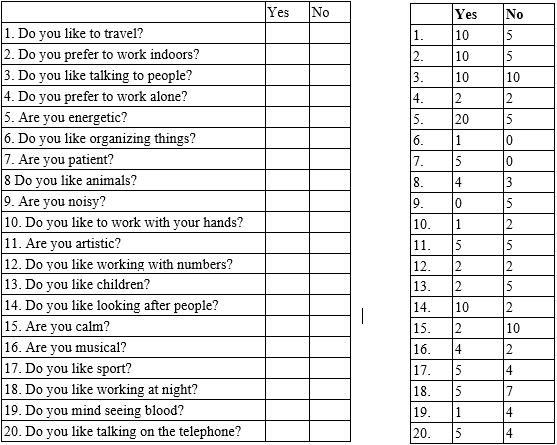 Yes No
1. Do you like to travel?
2. Do you prefer to work indoors?
3. Do you like talking to people?
4. Do you prefer to work alone?
5. Are you energetic?
6. Do you like organizing things?
7. Are you patient?
8 Do you like animals?
9. Are you noisy?
10. Do you like to work with your hands?
11. Are you artistic?
12. Do you like working with numbers?
13. Do you like children?
14. Do you like looking after people?
15. Are you calm?
16. Are you musical?
17. Do you like sport?
18. Do you like working at night?
19. Do you mind seeing blood?
20. Do you like talking on the telephone?
Yes No
1. 10 5
2. 10 5
3. 10 10
4. 2 2
5. 20 5
6. 1 0
7. 5 0
8. 4 3
9. 0 5
10. 1 2
11. 5 5
12. 2 2
13. 2 5
14. 10 2
15. 2 10
16. 4 2
17. 5 4
18. 5 7
19. 1 4
20. 5 4